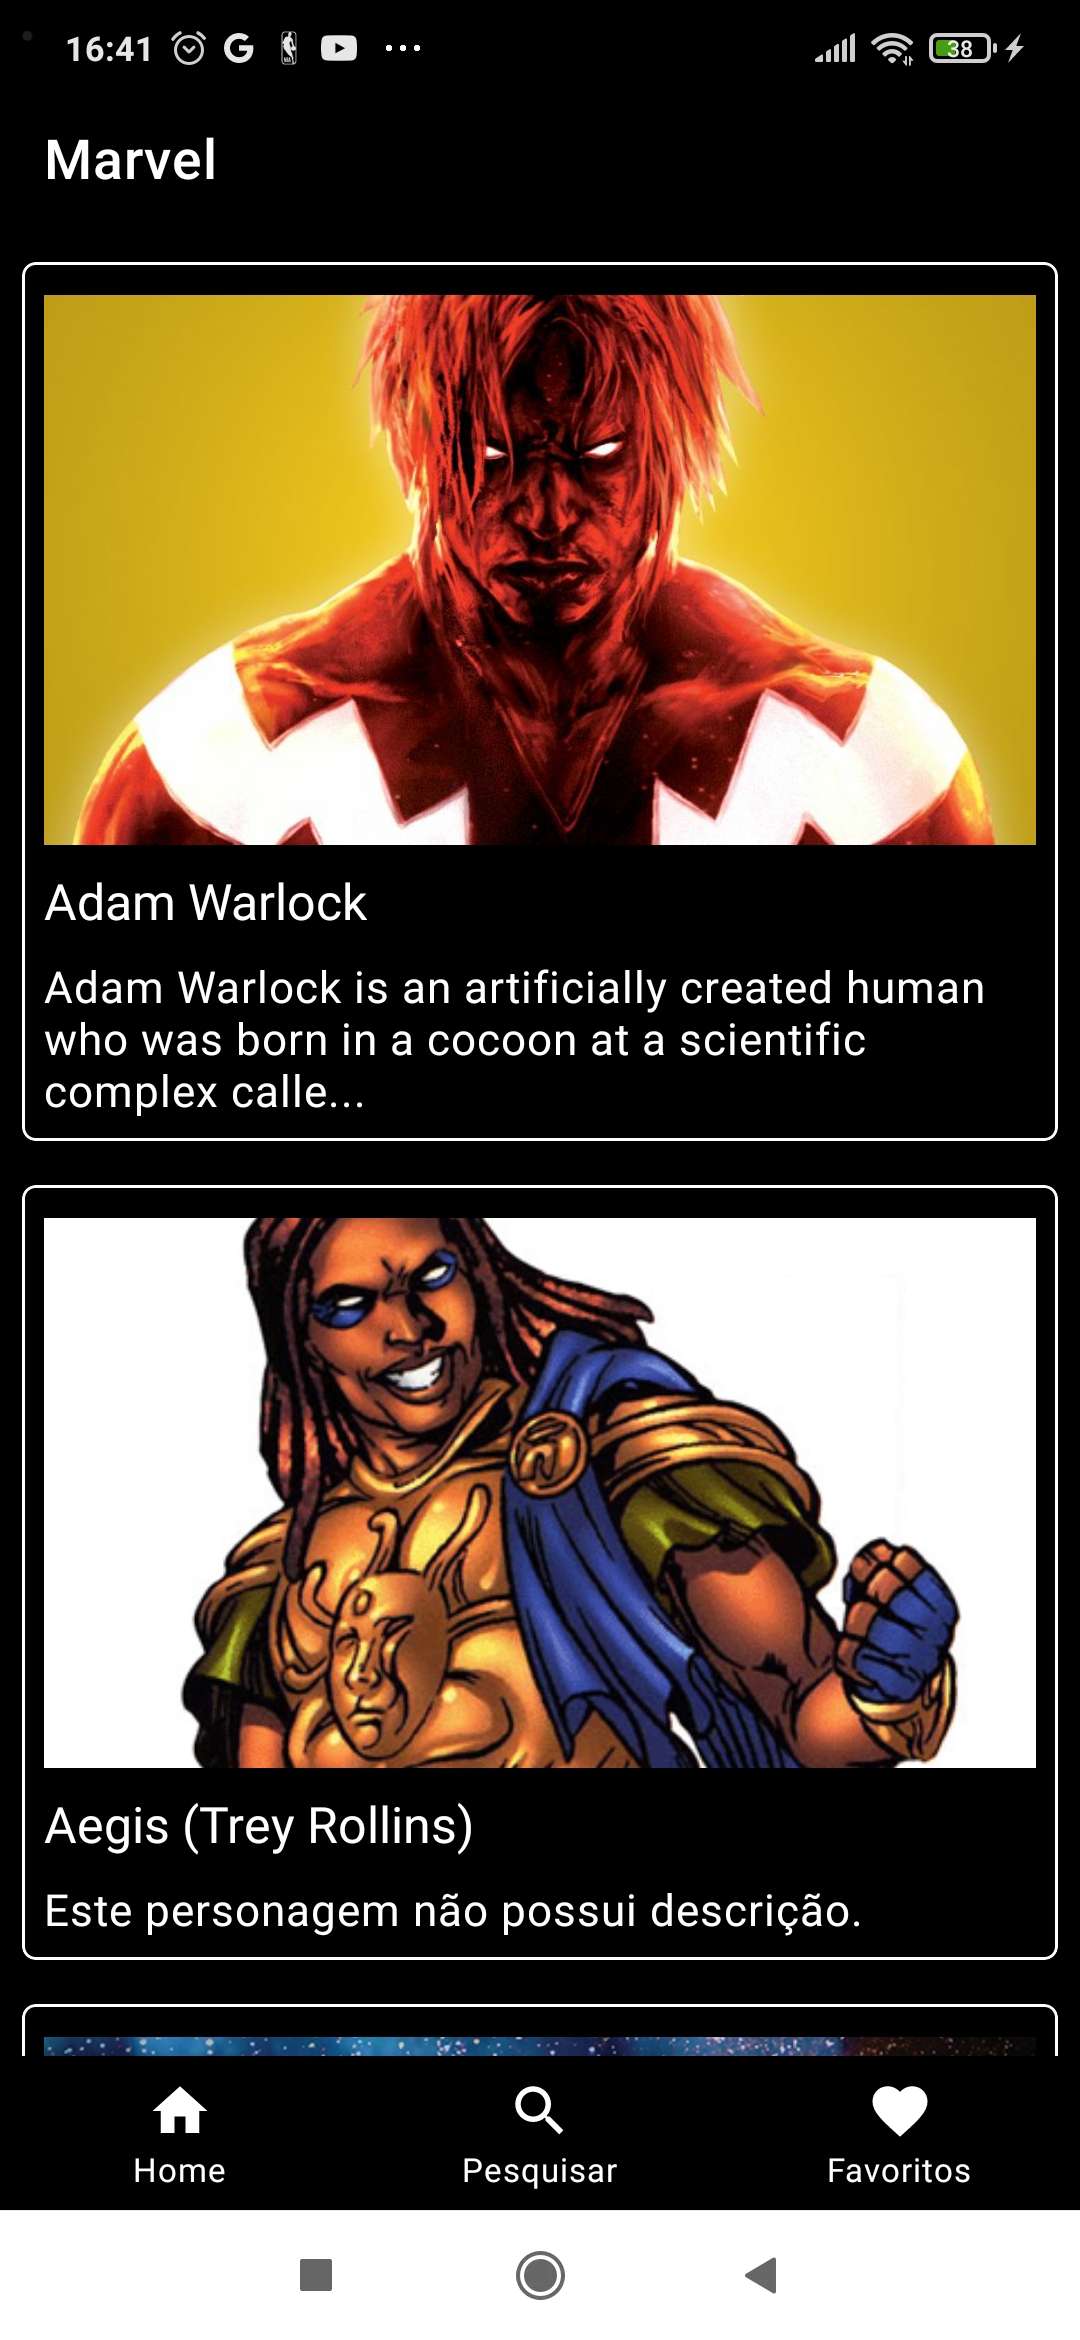 16:41
38
Marvel
Adam Warlock
Adam Warlock is an artificially created human
who was born in a cocoon at a scientific
complex calle...
Aegis (Trey Rollins)
Este personagem não possui descrição.
Home
Pesquisar
Favoritos